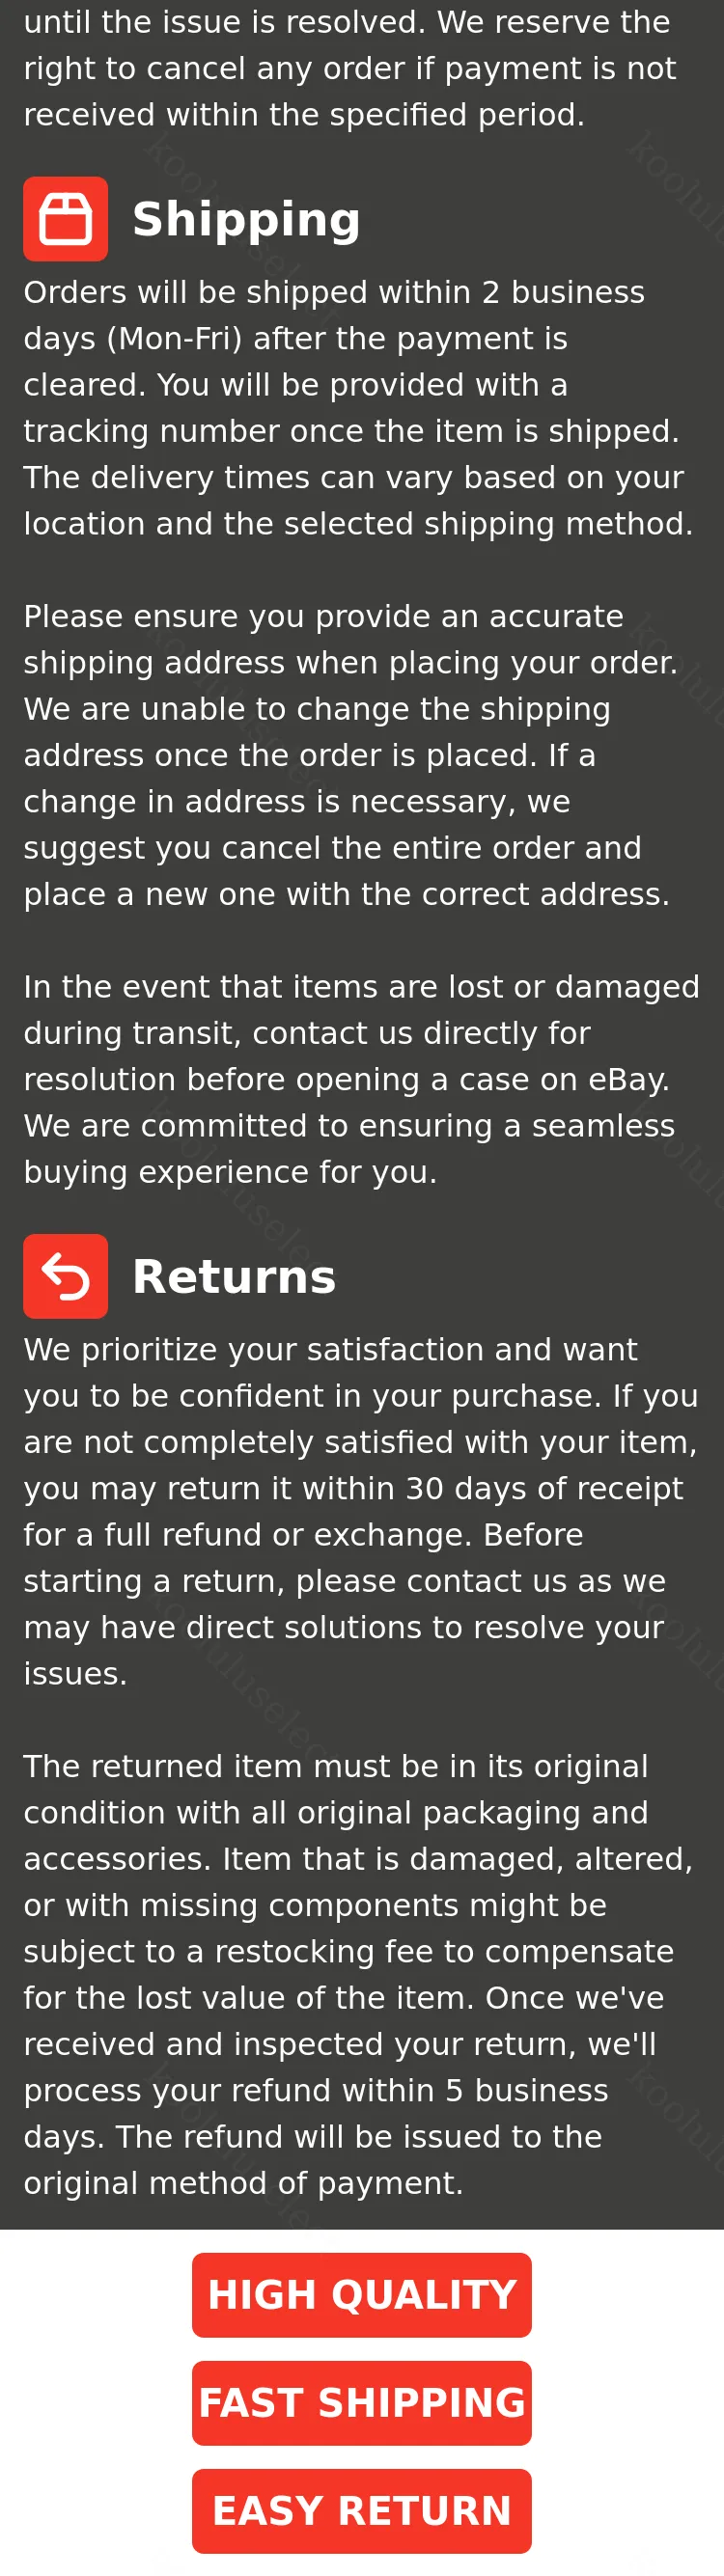 until the issue is resolved. We reserve the
right to cancel any order if payment is not
received within the specified period.
Shipping
Orders will be shipped within 2 business
days (Mon-Fri) after the payment is
cleared. You will be provided with a
tracking number once the item is shipped.
The delivery times can vary based on your
location and the selected shipping method.
Please ensure you provide an accurate
shipping address when placing your order.
We are unable to change the shipping
address once the order is placed. If a
change in address is necessary, we
suggest you cancel the entire order and
place a new one with the correct address.
In the event that items are lost or damaged
during transit, contact us directly for
resolution before opening a case on eBay.
We are committed to ensuring a seamless
buying experience for you.
Returns
We prioritize your satisfaction and want
you to be confident in your purchase. If you
are not completely satisfied with your item,
you may return it within 30 days of receipt
for a full refund or exchange. Before
starting a return, please contact us as we
may have direct solutions to resolve your
issues.
The returned item must be in its original
condition with all original packaging and
accessories. Item that is damaged, altered,
or with missing components might be
subject to a restocking fee to compensate
for the lost value of the item. Once we've
received and inspected your return, we'll
process your refund within 5 business
days. The refund will be issued to the
original method of payment.
HIGH QUALITY
FAST SHIPPING
EASY RETURN